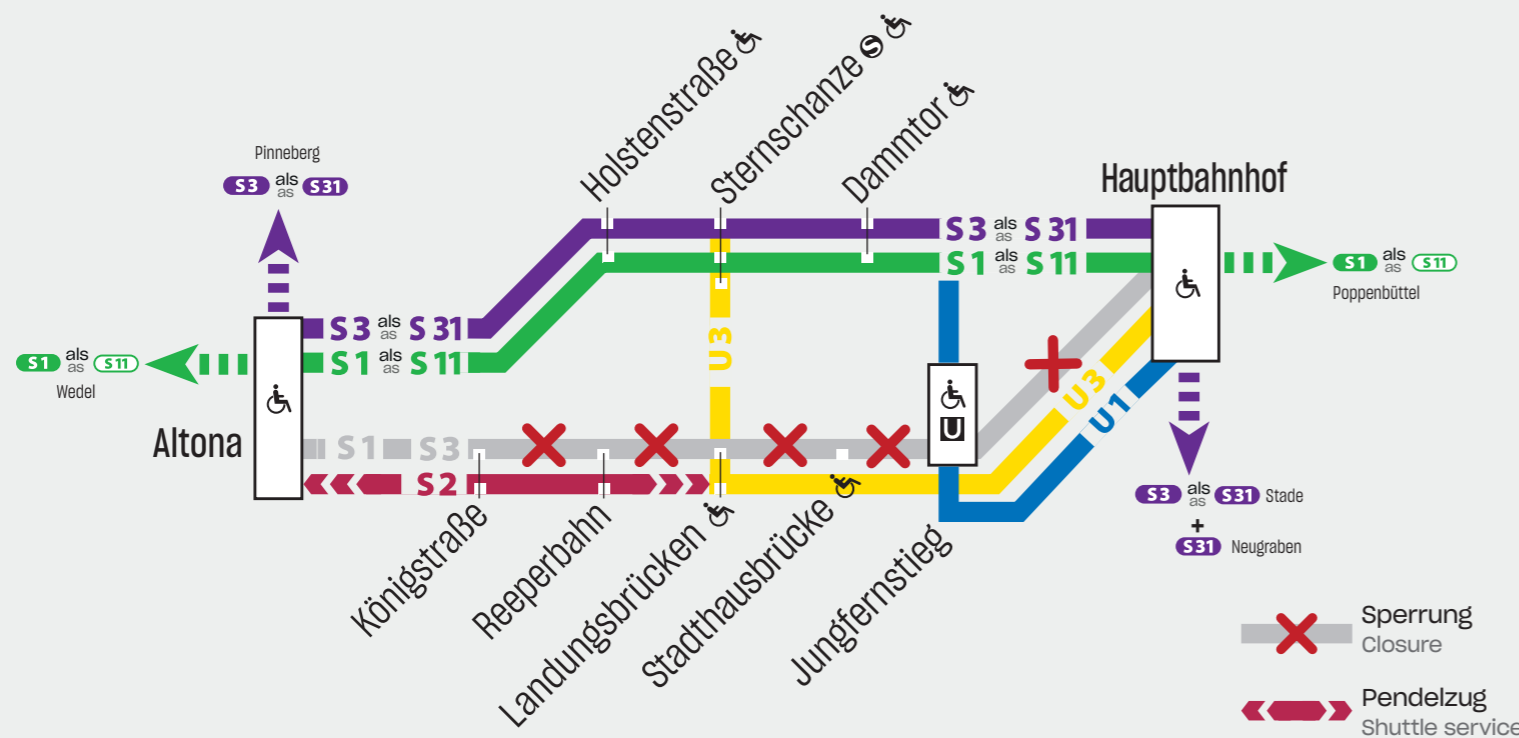 Holstenstraße
Sternschanze S
Dammtor
Hauptbahnhof
Pinneberg
S3 als as S31
S3 als as S31
S1 als as S11
S1 als as S11
Poppenbüttel
S3 als as S31
S1 als as S11
S1 als as S11
Wedel
U3
U3
U1
U
Altona
S1 S3
S2
Königstraße
Reeperbahn
Landungsbrücken
Stadthausbrücke
Jungfernstieg
S3 als as S31 Stade
+
S31 Neugraben
Sperrung
Closure
Pendelzug
Shuttle service